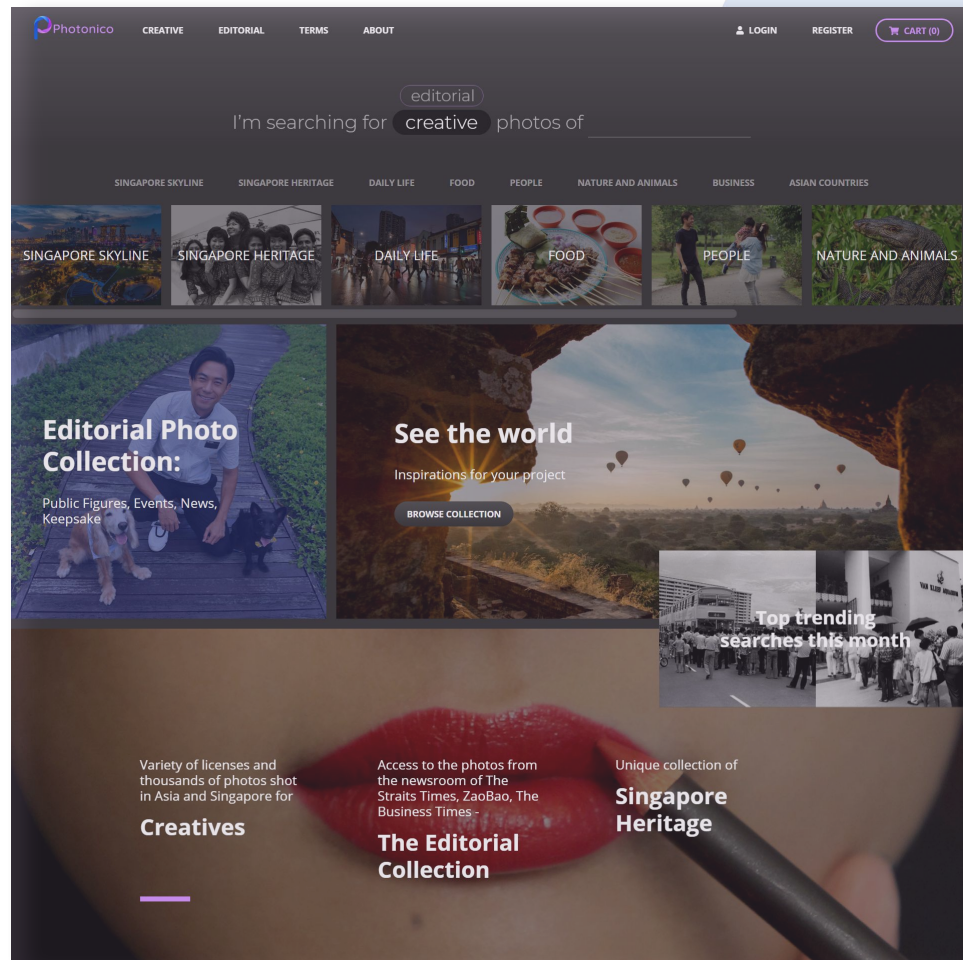 Photonico CREATIVE EDITORIAL TERMS ABOUT LOGIN REGISTER CART (0)
editorial
I'm searching for creative photos of
SINGAPORE SKYLINE SINGAPORE HERITAGE DAILY LIFE FOOD PEOPLE NATURE AND ANIMALS BUSINESS ASIAN COUNTRIES
SINGAPORE SKYLINE SINGAPORE HERITAGE DAILY LIFE FOOD PEOPLE NATURE AND ANIMALS
Editorial Photo
Collection:
Public Figures, Events, News,
Keepsake
See the world
Inspirations for your project
BROWSE COLLECTION
Top trending
searches this month
Variety of licenses and
thousands of photos shot
in Asia and Singapore for
Creatives
Access to the photos from
the newsroom of The
Straits Times, ZaoBao, The
Business Times -
The Editorial
Collection
Unique collection of
Singapore
Heritage